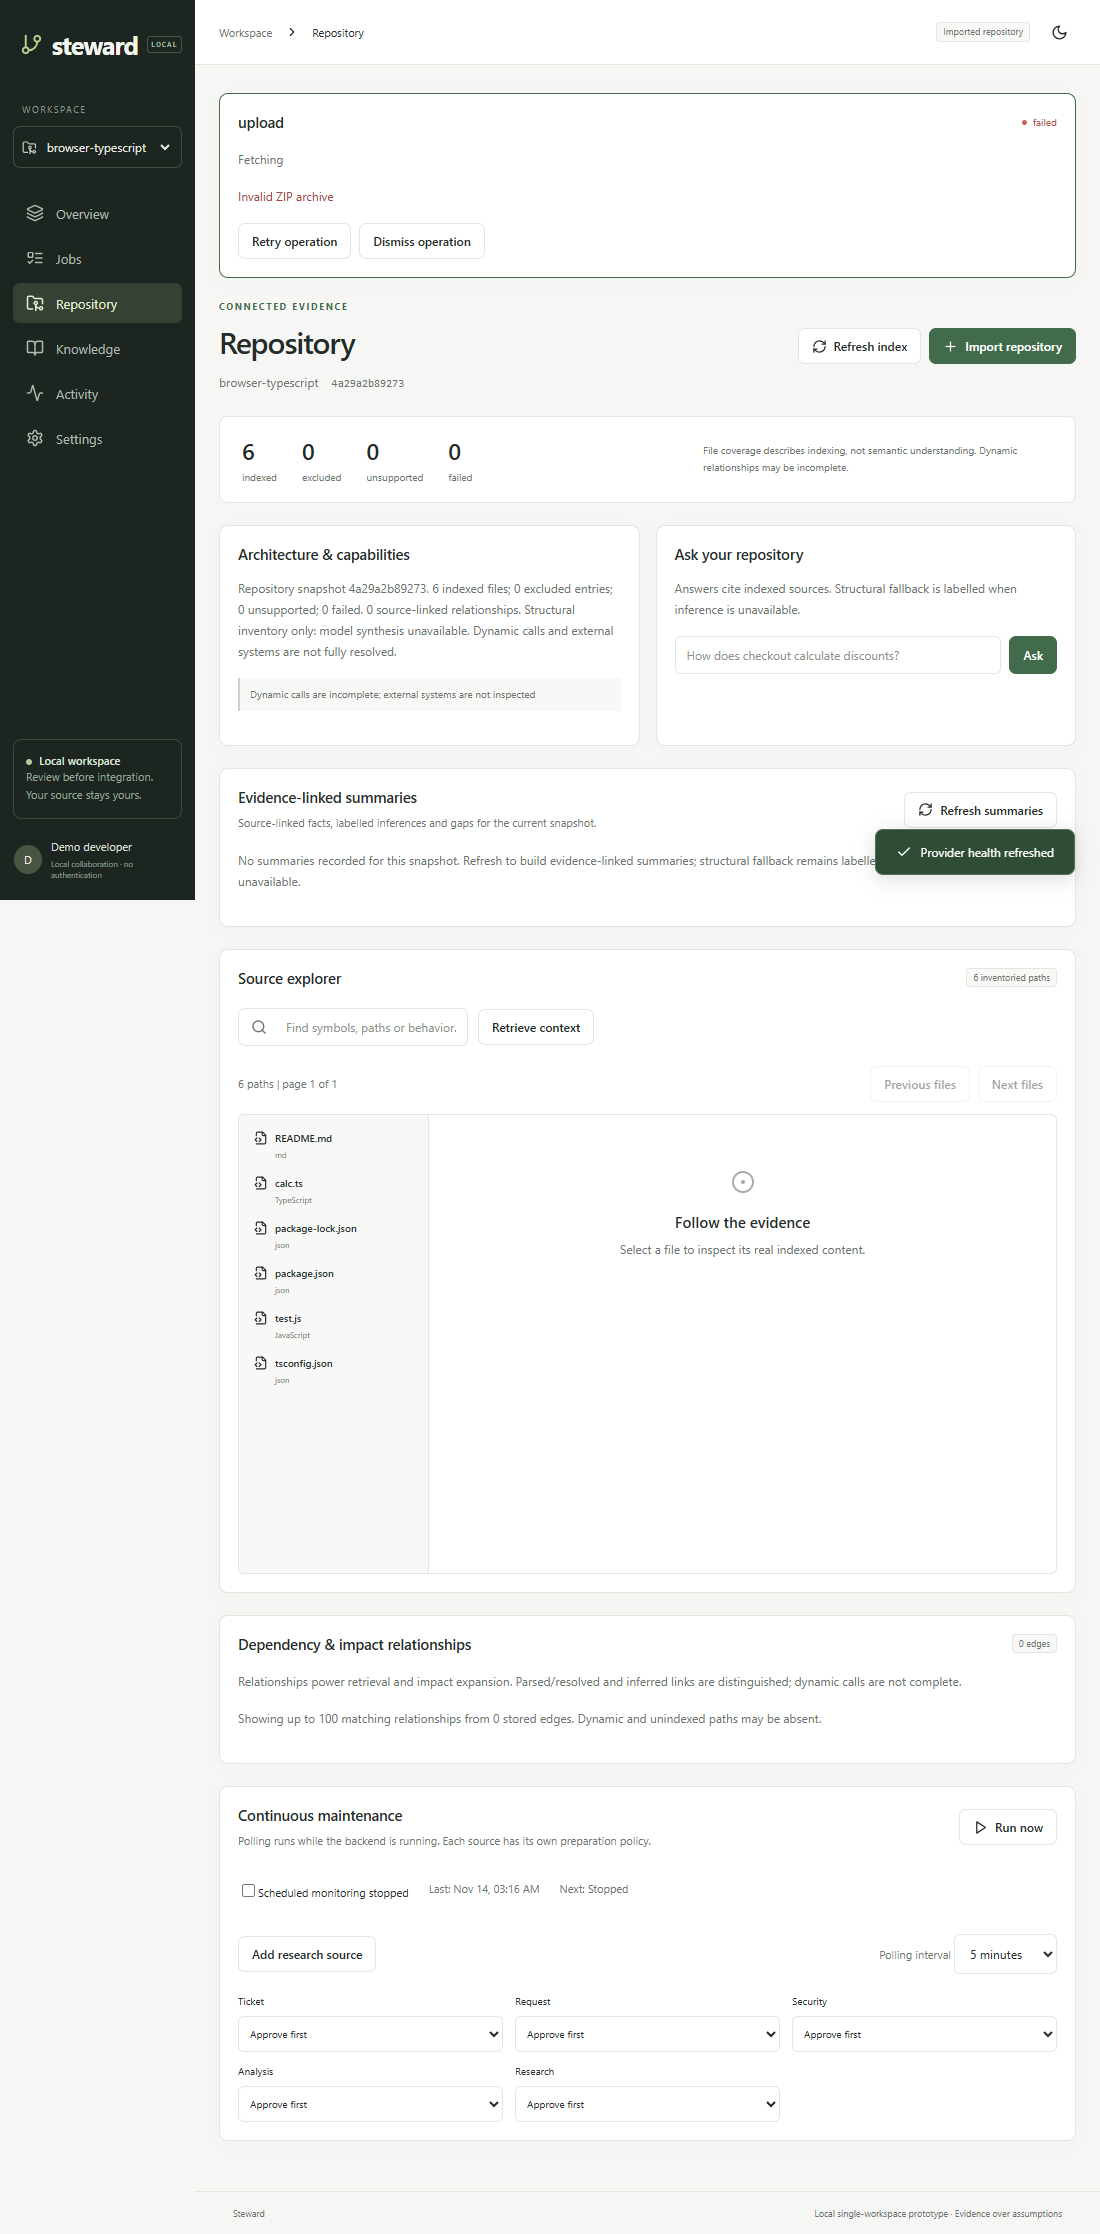 steward
LOCAL
WORKSPACE
browser-typescript
Overview
Jobs
Repository
Knowledge
Activity
Settings
Local workspace
Review before integration.
Your source stays yours.
D
Demo developer
Local collaboration · no
authentication
Workspace
Repository
Imported repository
upload
failed
Fetching
Invalid ZIP archive
Retry operation
Dismiss operation
CONNECTED EVIDENCE
Repository
Refresh index
Import repository
browser-typescript 4a29a2b89273
6
indexed
0
excluded
0
unsupported
0
failed
File coverage describes indexing, not semantic understanding. Dynamic
relationships may be incomplete.
Architecture & capabilities
Repository snapshot 4a29a2b89273. 6 indexed files; 0 excluded entries;
0 unsupported; 0 failed. 0 source-linked relationships. Structural
inventory only: model synthesis unavailable. Dynamic calls and external
systems are not fully resolved.
Dynamic calls are incomplete; external systems are not inspected
Ask your repository
Answers cite indexed sources. Structural fallback is labelled when
inference is unavailable.
How does checkout calculate discounts?
Ask
Evidence-linked summaries
Source-linked facts, labelled inferences and gaps for the current snapshot.
Refresh summaries
No summaries recorded for this snapshot. Refresh to build evidence-linked summaries; structural fallback remains labelle
unavailable.
Provider health refreshed
Source explorer
6 inventoried paths
Find symbols, paths or behavior.
Retrieve context
6 paths | page 1 of 1
Previous files
Next files
README.md
md
calc.ts
TypeScript
package-lock.json
json
package.json
json
test.js
JavaScript
tsconfig.json
json
Follow the evidence
Select a file to inspect its real indexed content.
Dependency & impact relationships
0 edges
Relationships power retrieval and impact expansion. Parsed/resolved and inferred links are distinguished; dynamic calls are not complete.
Showing up to 100 matching relationships from 0 stored edges. Dynamic and unindexed paths may be absent.
Continuous maintenance
Polling runs while the backend is running. Each source has its own preparation policy.
Run now
Scheduled monitoring stopped
Last: Nov 14, 03:16 AM
Next: Stopped
Add research source
Polling interval
5 minutes
Ticket
Approve first
Request
Approve first
Security
Approve first
Analysis
Approve first
Research
Approve first
Steward
Local single-workspace prototype · Evidence over assumptions